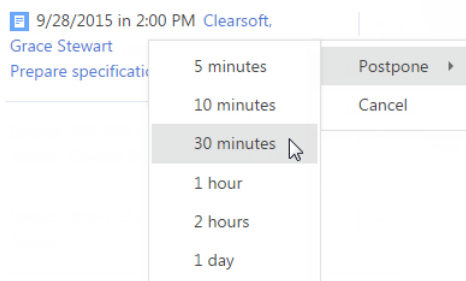 9/28/2015 in 2:00 PM Clearsoft,
Grace Stewart
Prepare
5 minutes
10 minutes
30 minutes
1 hour
2 hours
1 day
Postpone
Cancel